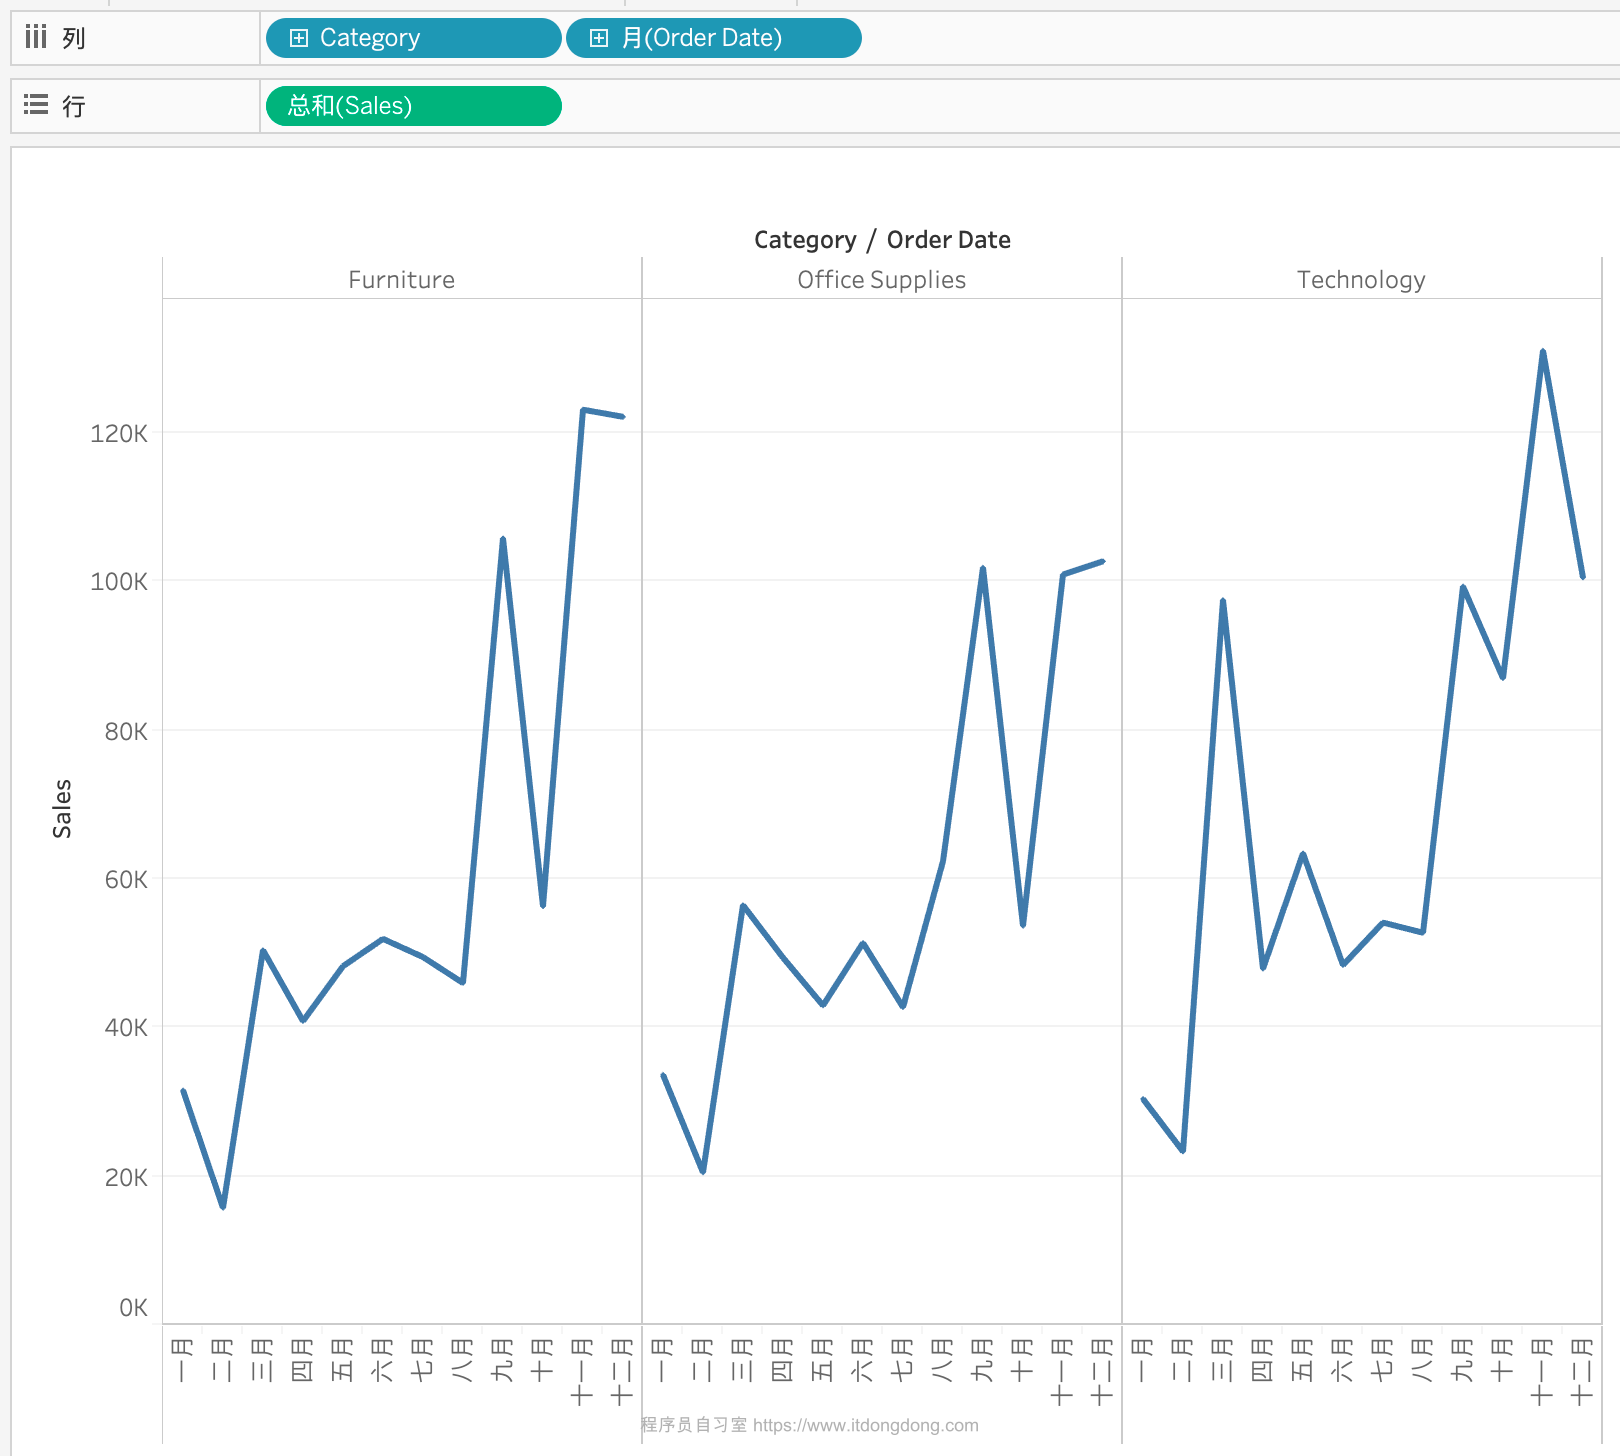 列 Category 月(Order Date)
行 总和(Sales)
Category / Order Date
Furniture Office Supplies Technology
120K
100K
80K
60K
40K
20K
0K
Sales
一月 二月 三月 四月 五月 六月 七月 八月 九月 十月 十一月 十二月 一月 二月 三月 四月 五月 六月 七月 八月 九月 十月 十一月 十二月 一月 二月 三月 四月 五月 六月 七月 八月 九月 十月 十一月 十二月
程序员自习室 https://www.itdongdong.com